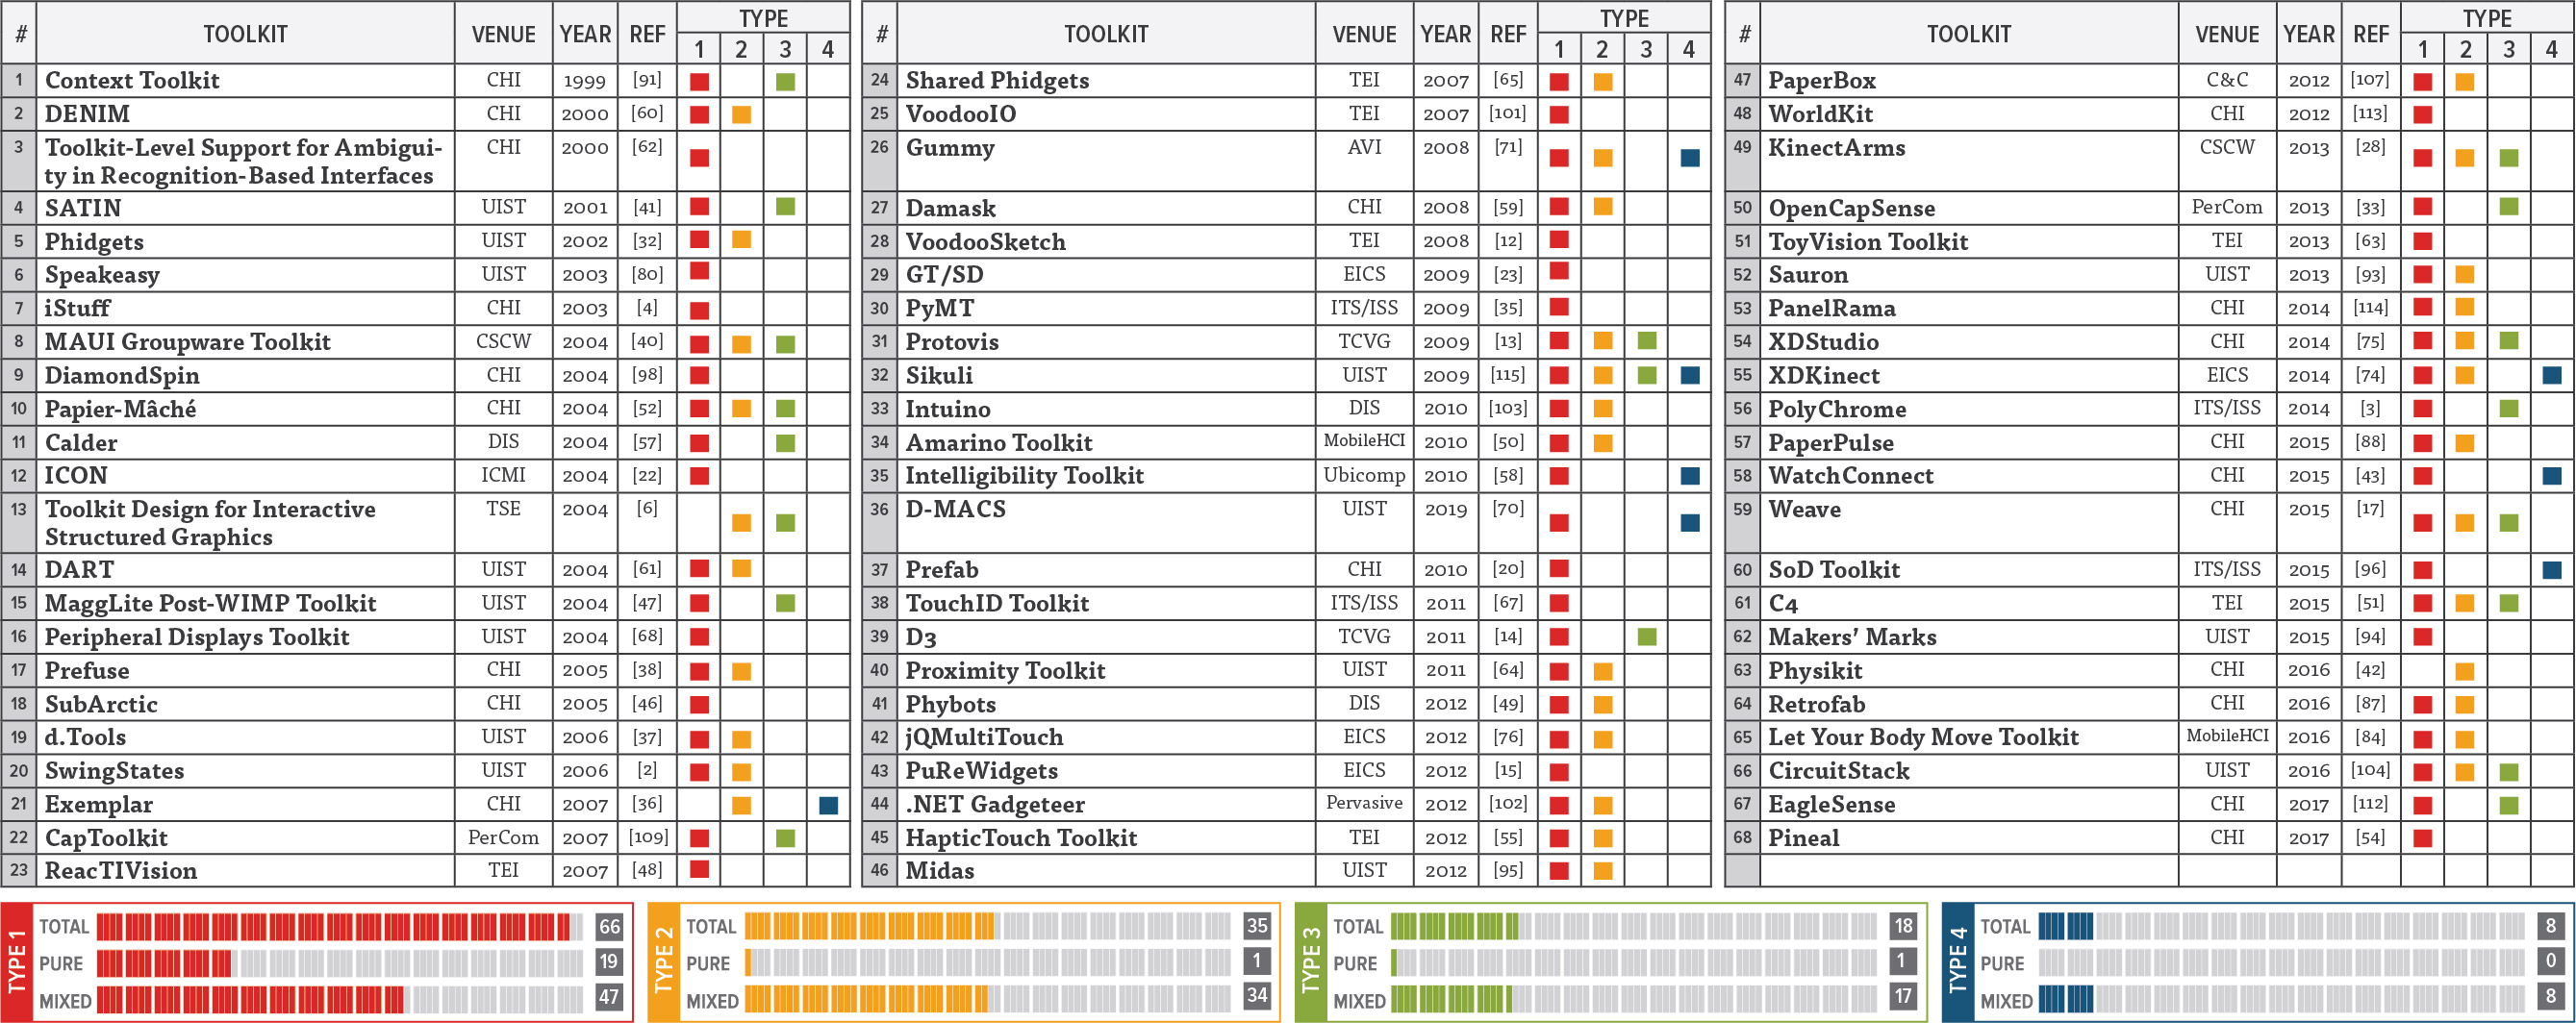 # TOOLKIT VENUE YEAR REF TYPE
1 2 3 4
1 Context Toolkit CHI 1999 [91]
2 DENIM CHI 2000 [60]
3 Toolkit-Level Support for Ambigui- CHI 2000 [62]
ty in Recognition-Based Interfaces
4 SATIN UIST 2001 [41]
5 Phidgets UIST 2002 [32]
6 Speakeasy UIST 2003 [80]
7 iStuff CHI 2003 [4]
8 MAUI Groupware Toolkit CSCW 2004 [40]
9 DiamondSpin CHI 2004 [98]
10 Papier-Mâché CHI 2004 [52]
11 Calder DIS 2004 [57]
12 ICON ICMI 2004 [22]
13 Toolkit Design for Interactive TSE 2004 [6]
Structured Graphics
14 DART UIST 2004 [61]
15 MaggLite Post-WIMP Toolkit UIST 2004 [47]
16 Peripheral Displays Toolkit UIST 2004 [68]
17 Prefuse CHI 2005 [38]
18 SubArctic CHI 2005 [46]
19 d.Tools UIST 2006 [37]
20 SwingStates UIST 2006 [2]
21 Exemplar CHI 2007 [36]
22 CapToolkit PerCom 2007 [109]
23 ReacTIVision TEI 2007 [48]
# TOOLKIT VENUE YEAR REF TYPE
1 2 3 4
24 Shared Phidgets TEI 2007 [65]
25 VoodooIO TEI 2007 [101]
26 Gummy AVI 2008 [71]
27 Damask CHI 2008 [59]
28 VoodooSketch TEI 2008 [12]
29 GT/SD EICS 2009 [23]
30 PyMT ITS/ISS 2009 [35]
31 Protovis TCVG 2009 [13]
32 Sikuli UIST 2009 [115]
33 Intuino DIS 2010 [103]
34 Amarino Toolkit MobileHCI 2010 [50]
35 Intelligibility Toolkit Ubicomp 2010 [58]
36 D-MACS UIST 2019 [70]
37 Prefab CHI 2010 [20]
38 TouchID Toolkit ITS/ISS 2011 [67]
39 D3 TCVG 2011 [14]
40 Proximity Toolkit UIST 2011 [64]
41 Phybots DIS 2012 [49]
42 jQMultiTouch EICS 2012 [76]
43 PuReWidgets EICS 2012 [15]
44 .NET Gadgeteer Pervasive 2012 [102]
45 HapticTouch Toolkit TEI 2012 [55]
46 Midas UIST 2012 [95]
# TOOLKIT VENUE YEAR REF TYPE
1 2 3 4
47 PaperBox C&C 2012 [107]
48 WorldKit CHI 2012 [113]
49 KinectArms CSCW 2013 [28]
50 OpenCapSense PerCom 2013 [33]
51 ToyVision Toolkit TEI 2013 [63]
52 Sauron UIST 2013 [93]
53 PanelRama CHI 2014 [114]
54 XDStudio CHI 2014 [75]
55 XDKinect EICS 2014 [74]
56 PolyChrome ITS/ISS 2014 [3]
57 PaperPulse CHI 2015 [88]
58 WatchConnect CHI 2015 [43]
59 Weave CHI 2015 [17]
60 SoD Toolkit ITS/ISS 2015 [96]
61 C4 TEI 2015 [51]
62 Makers’ Marks UIST 2015 [94]
63 Physikit CHI 2016 [42]
64 Retrofab CHI 2016 [87]
65 Let Your Body Move Toolkit MobileHCI 2016 [84]
66 CircuitStack UIST 2016 [104]
67 EagleSense CHI 2017 [112]
68 Pineal CHI 2017 [54]
TYPE 1
TOTAL 66
PURE 19
MIXED 47
TYPE 2
TOTAL 35
PURE 1
MIXED 34
TYPE 3
TOTAL 18
PURE 1
MIXED 17
TYPE 4
TOTAL 8
PURE 0
MIXED 8